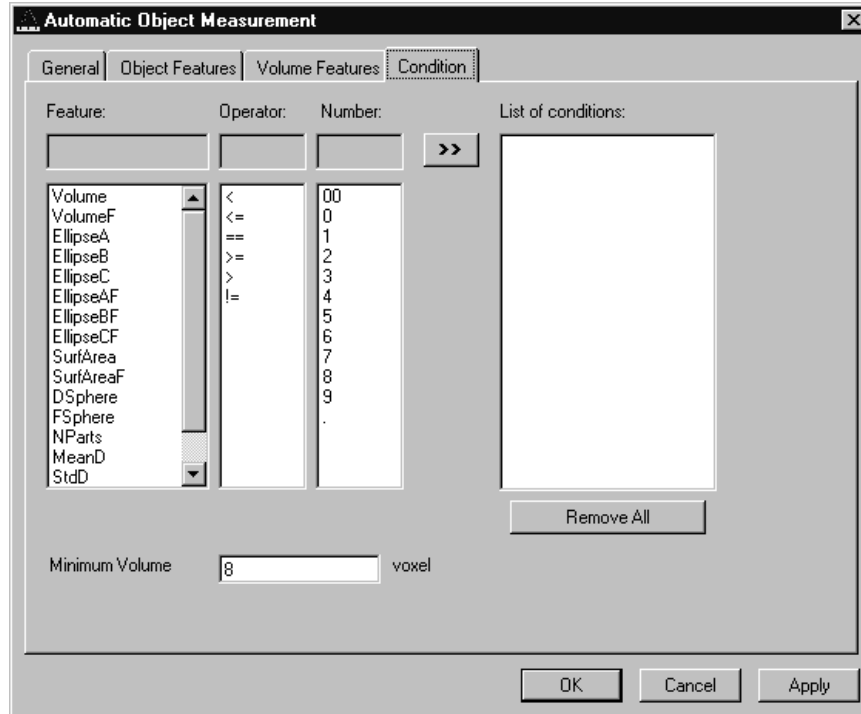 Automatic Object Measurement
General Object Features Volume Features Condition
Feature: Operator: Number: List of conditions:
>>
Volume < 00
VolumeF <= 0
EllipseA == 1
EllipseB >= 2
EllipseC > 3
EllipseAF != 4
EllipseBF 5
EllipseCF 6
SurfArea 7
SurfAreaF 8
DSphere 9
FSphere .
NParts
MeanD
StdD
Remove All
Minimum Volume 8 voxel
OK Cancel Apply